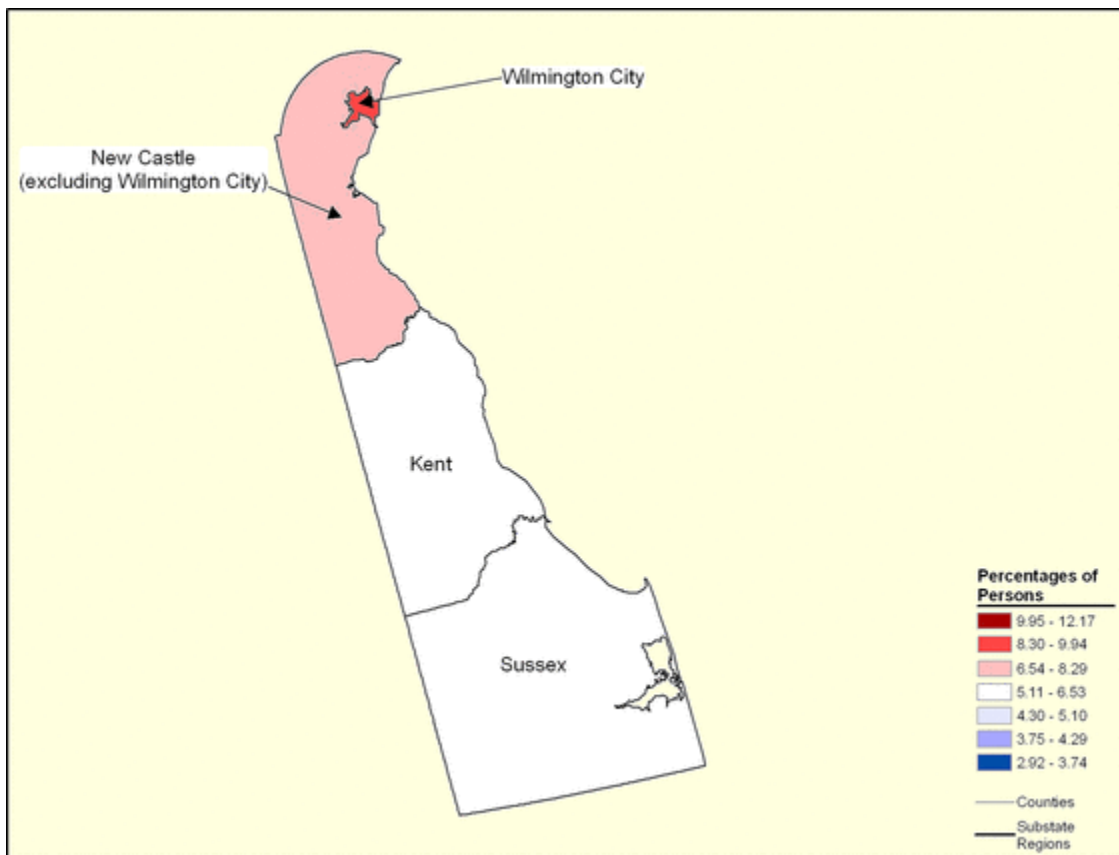 Wilmington City
New Castle
(excluding Wilmington City)
Kent
Sussex
Percentages of
Persons
9.95 - 12.17
8.30 - 9.94
6.54 - 8.29
5.11 - 6.53
4.30 - 5.10
3.75 - 4.29
2.92 - 3.74
Counties
Substate
Regions